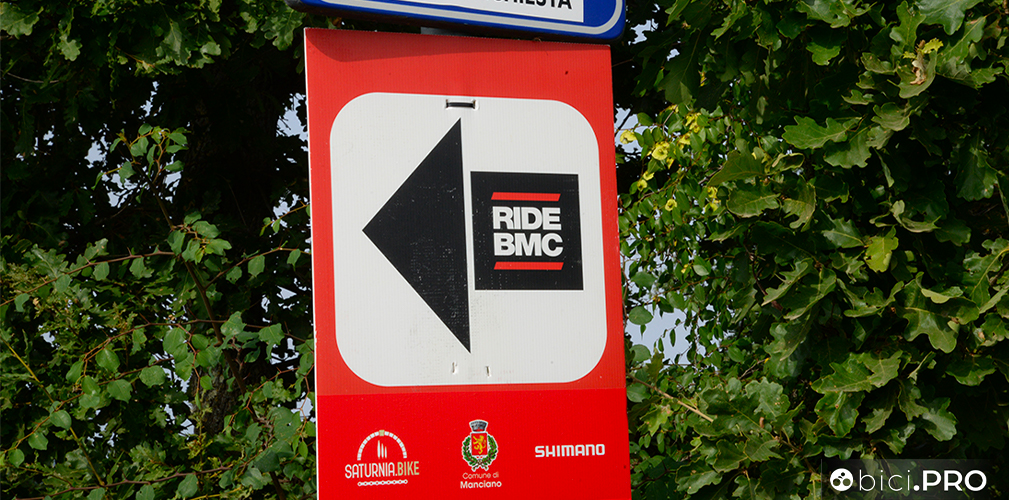 RIDE
BMC
SATURNIA.BIKE
Comune di
Manciano
SHIMANO
bici.PRO